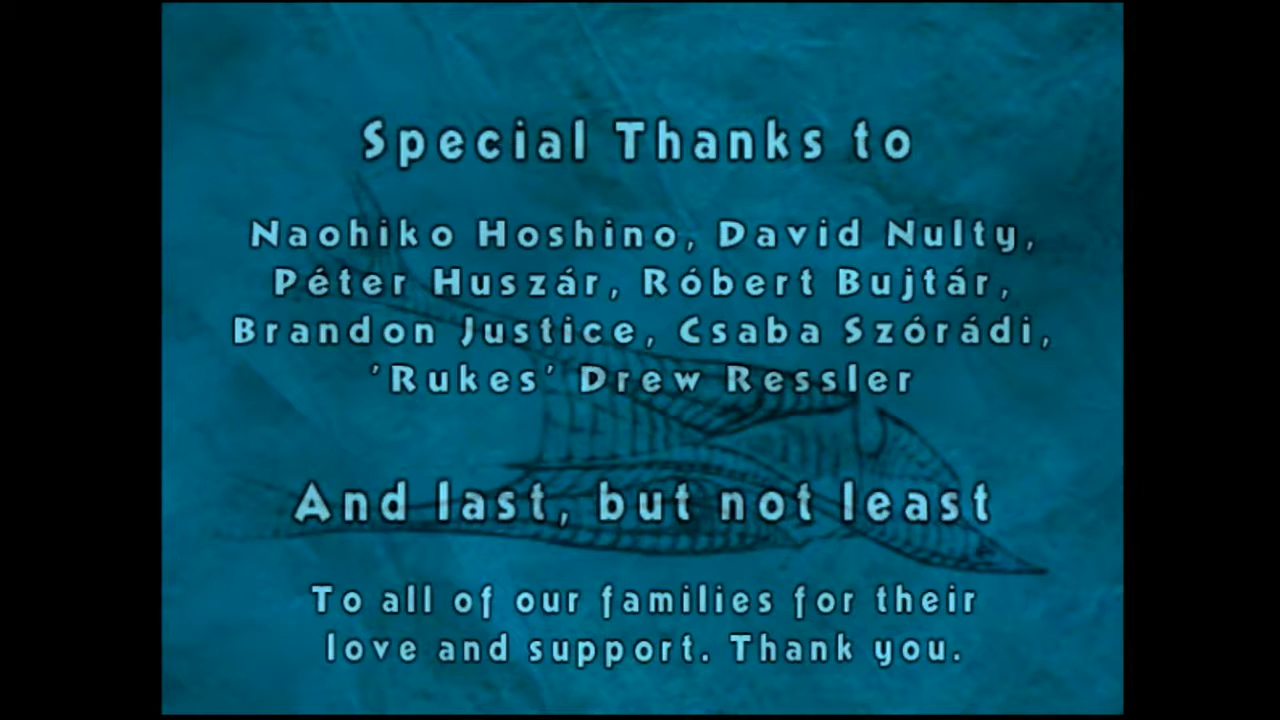 Special Thanks to
Naohiko Hoshino, David Nulty,
Péter Huszár, Róbert Bujtár,
Brandon Justice, Csaba Szórádi,
'Rukes' Drew Ressler
And last, but not least
To all of our families for their
love and support. Thank you.